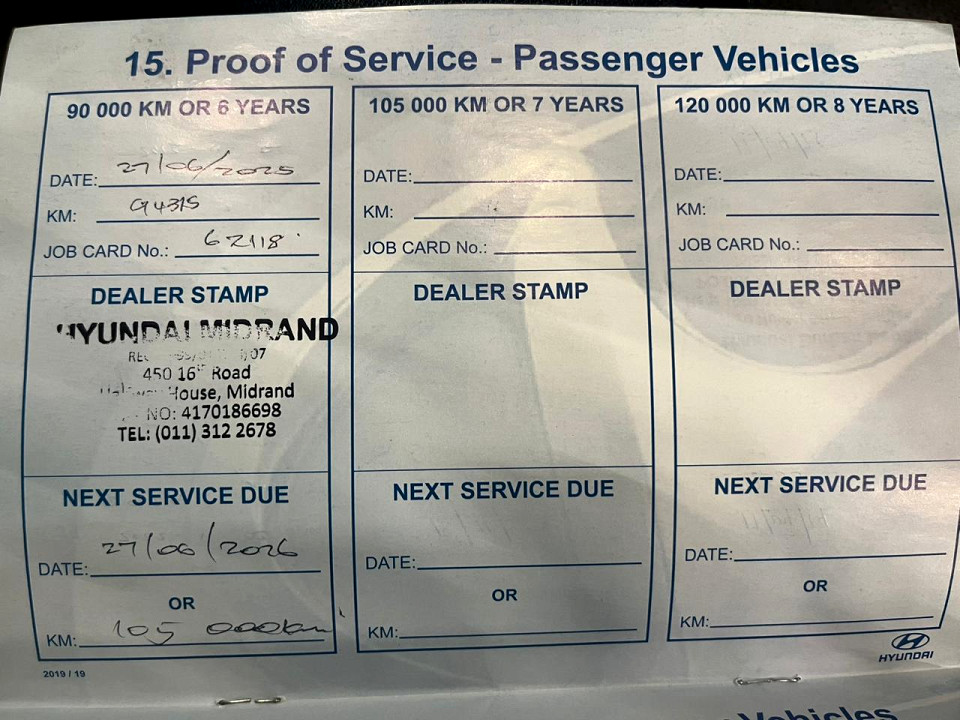 15. Proof of Service - Passenger Vehicles
90 000 KM OR 6 YEARS
DATE: 27/06/2025
KM: 94315
JOB CARD No.: 62118
DEALER STAMP
HYUNDAI MIDRAND
450 16th Road
House, Midrand
NO: 4170186698
TEL: (011) 312 2678
NEXT SERVICE DUE
DATE: 27/06/2026
OR
KM: 105 000km
2019 / 19
105 000 KM OR 7 YEARS
DATE:
KM:
JOB CARD No.:
DEALER STAMP
NEXT SERVICE DUE
DATE:
OR
KM:
120 000 KM OR 8 YEARS
DATE:
KM:
JOB CARD No.:
DEALER STAMP
NEXT SERVICE DUE
DATE:
OR
KM:
HYUNDAI
Vehicles